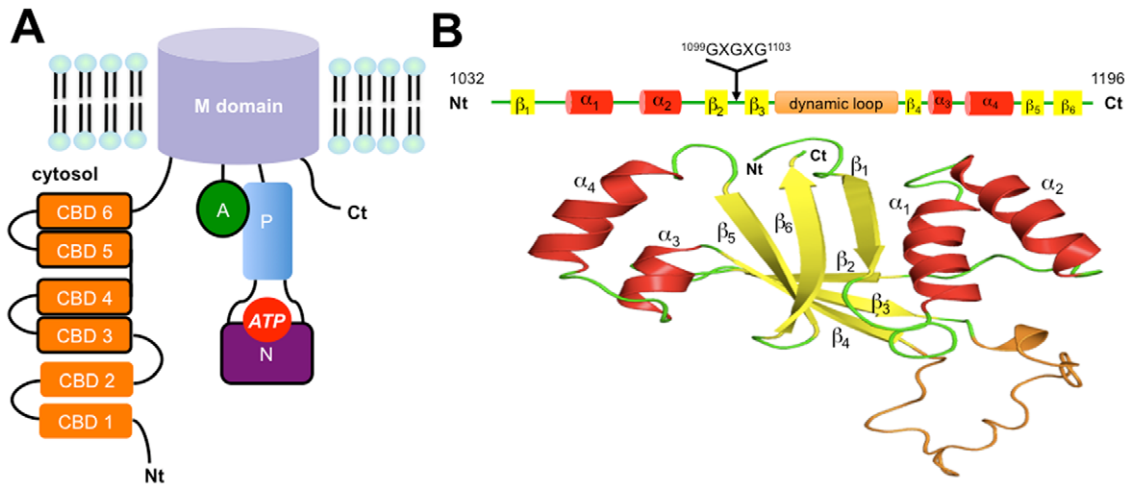 A
M domain
cytosol
CBD 6
CBD 5
CBD 4
CBD 3
CBD 2
CBD 1
Nt
A
P
Ct
ATP
N
B
¹⁰⁹⁹GXGXG¹¹⁰³
1032
1196
Nt β₁ α₁ α₂ β₂ β₃ dynamic loop β₄ α₃ α₄ β₅ β₆ Ct
α₄
Nt
Ct
β₁
α₂
α₁
α₃
β₅
β₆
β₂
β₃
β₄